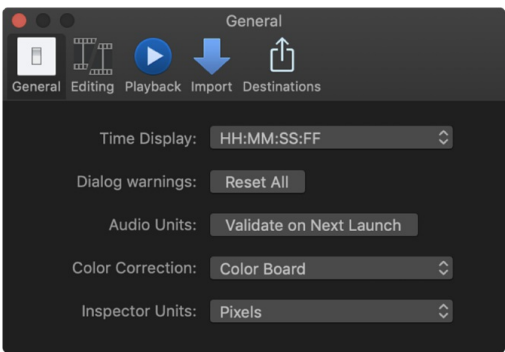 General
General Editing Playback Import Destinations
Time Display: HH:MM:SS:FF
Dialog warnings: Reset All
Audio Units: Validate on Next Launch
Color Correction: Color Board
Inspector Units: Pixels